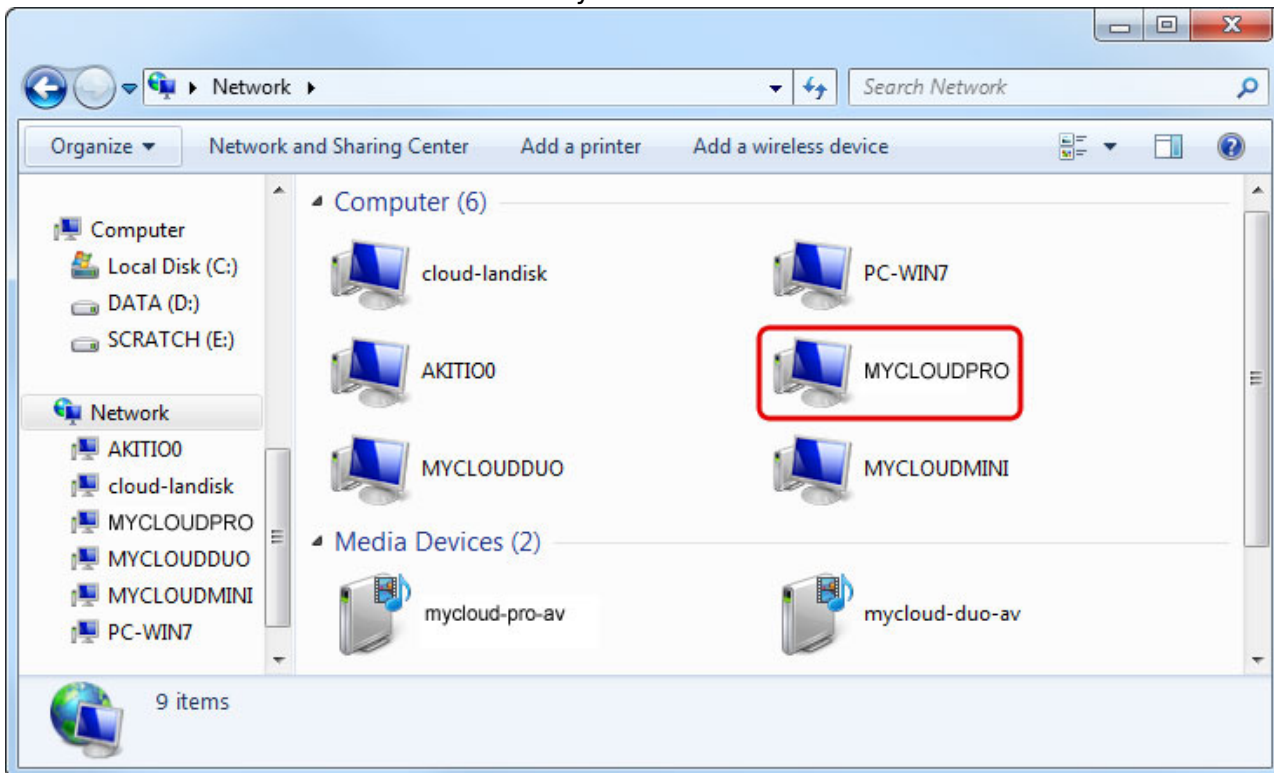 Network
Search Network
Organize Network and Sharing Center Add a printer Add a wireless device
Computer
Local Disk (C:)
DATA (D:)
SCRATCH (E:)
Network
AKITIO0
cloud-landisk
MYCLOUDPRO
MYCLOUDDUO
MYCLOUDMINI
PC-WIN7
Computer (6)
cloud-landisk PC-WIN7
AKITIO0 MYCLOUDPRO
MYCLOUDDUO MYCLOUDMINI
Media Devices (2)
mycloud-pro-av mycloud-duo-av
9 items